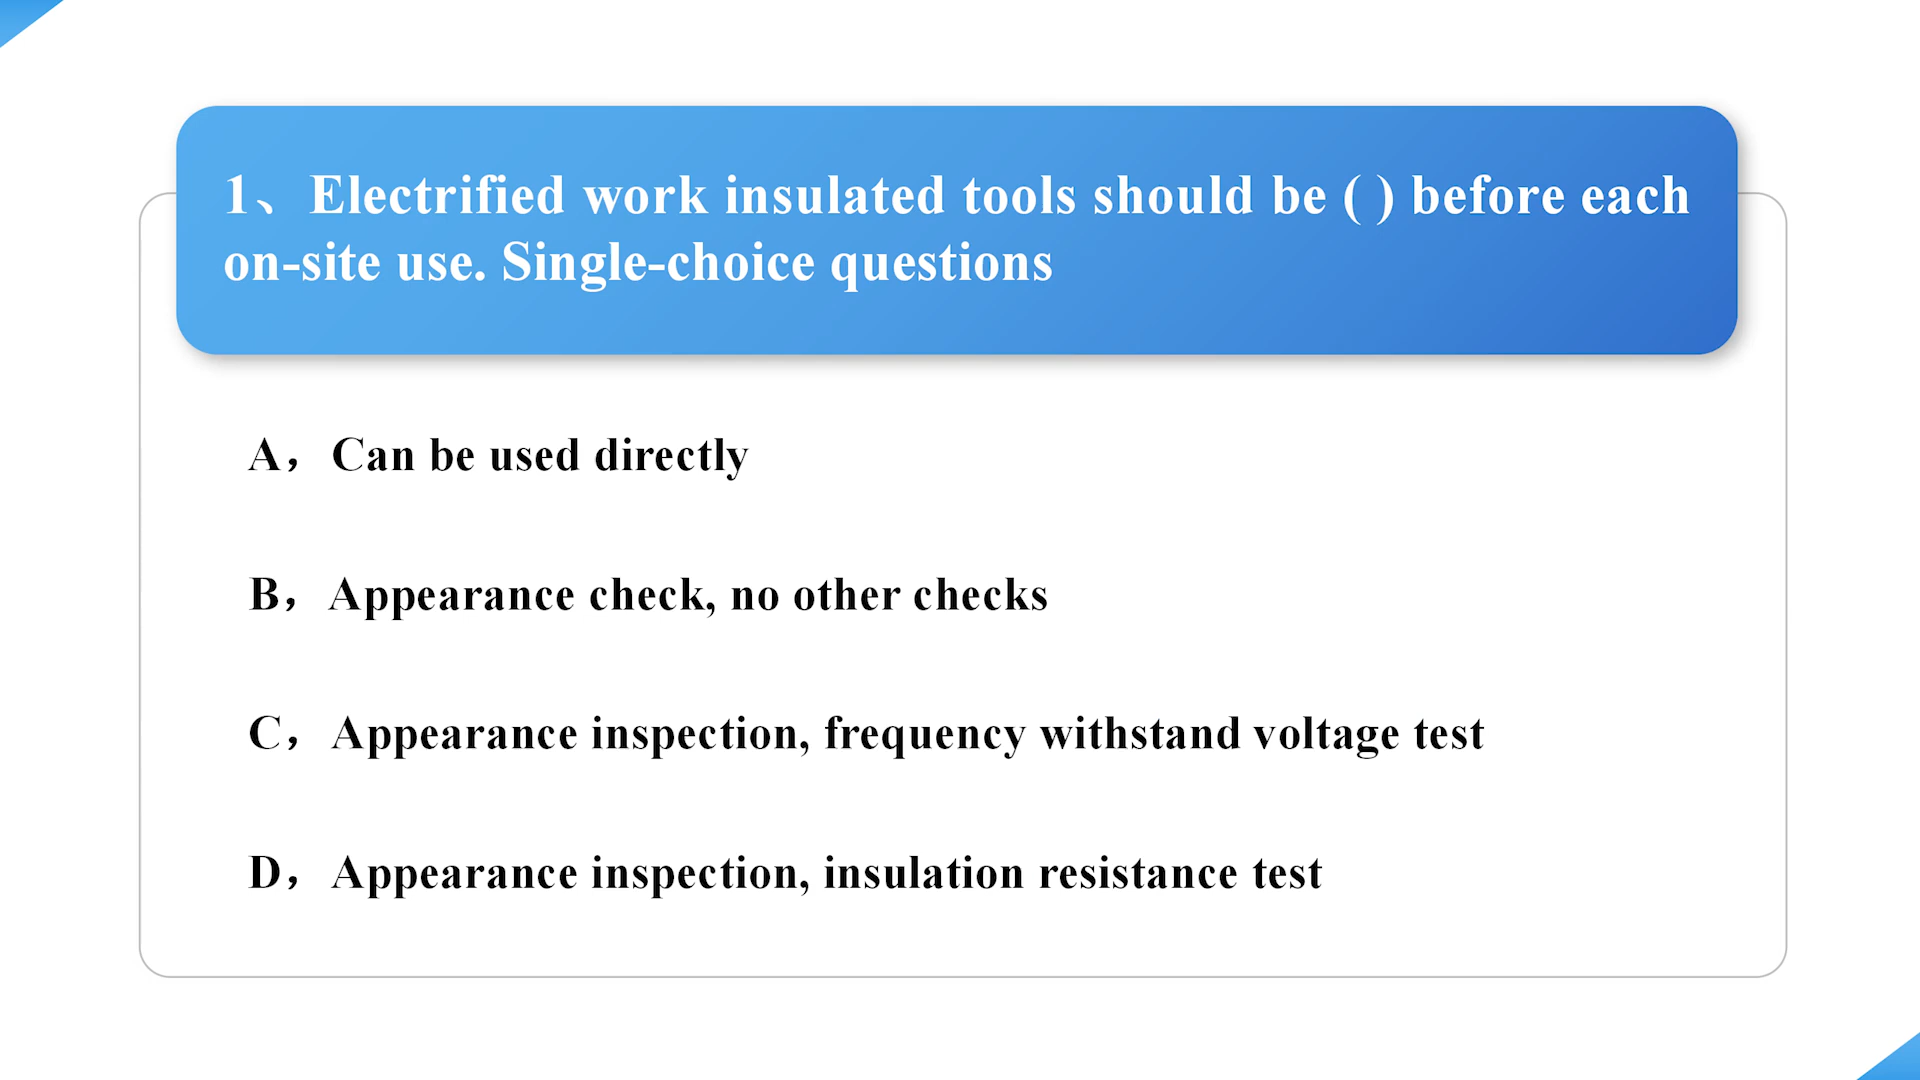 1、Electrified work insulated tools should be ( ) before each
on-site use. Single-choice questions
A，Can be used directly
B，Appearance check, no other checks
C，Appearance inspection, frequency withstand voltage test
D，Appearance inspection, insulation resistance test